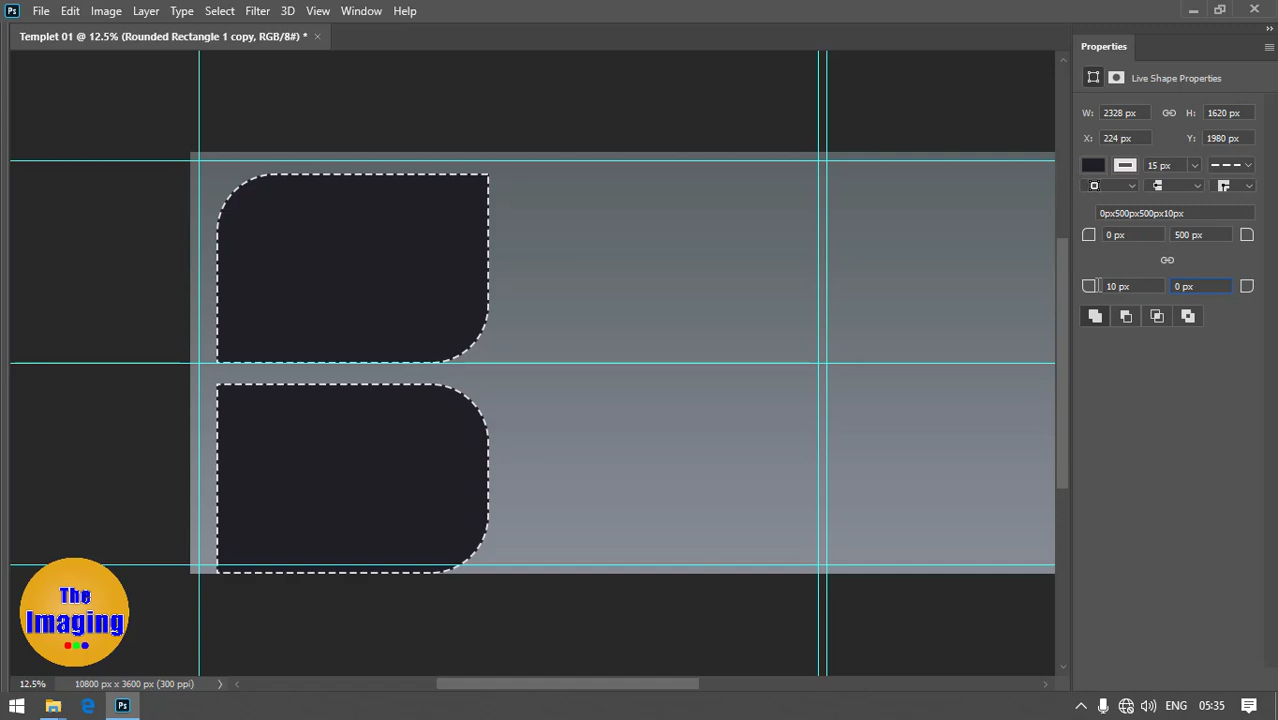 Ps File Edit Image Layer Type Select Filter 3D View Window Help
Templet 01 @ 12.5% (Rounded Rectangle 1 copy, RGB/8#) * ×
Properties
Live Shape Properties
W: 2328 px H: 1620 px
X: 224 px Y: 1980 px
15 px
0px500px500px10px
0 px 500 px
10 px 0 px
The
Imaging
12.5% 10800 px x 3600 px (300 ppi)
Ps ENG 05:35